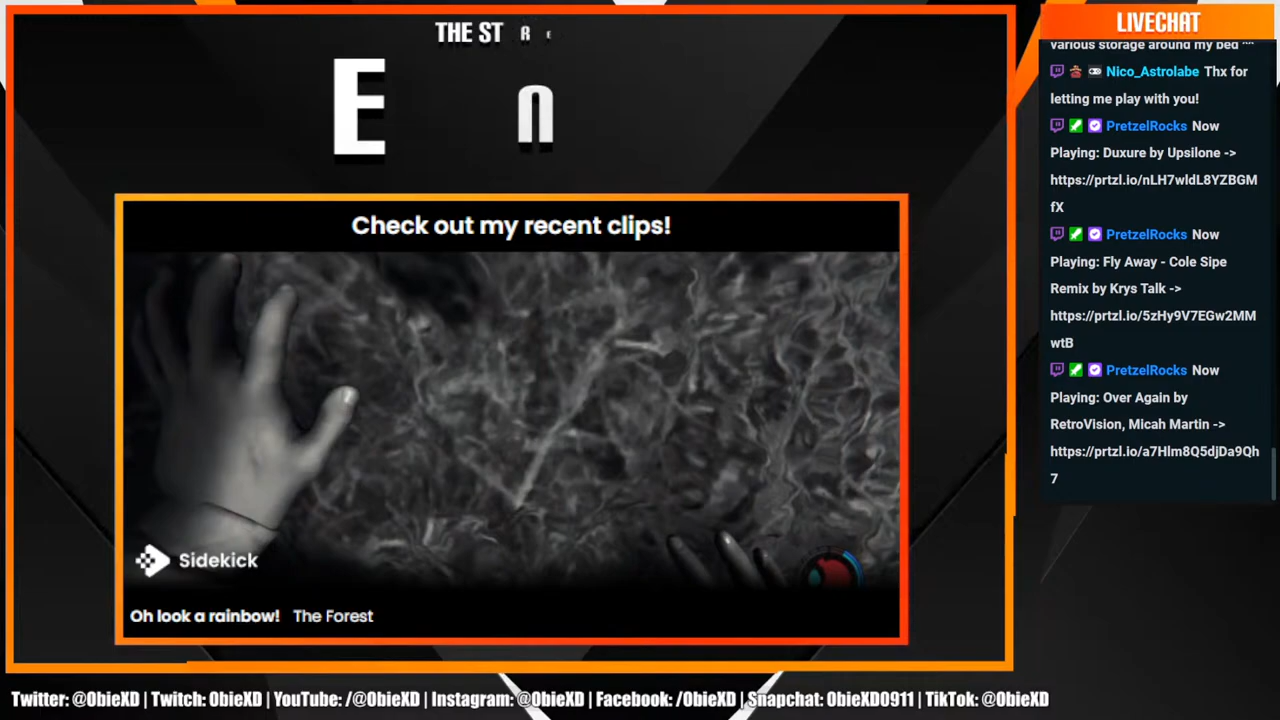 THE ST R E
E n
Check out my recent clips!
Sidekick
Oh look a rainbow! The Forest
LIVECHAT
various storage around my bed ^^
Nico_Astrolabe Thx for
letting me play with you!
PretzelRocks Now
Playing: Duxure by Upsilone ->
https://prtzl.io/nLH7wldL8YZBGM
fX
PretzelRocks Now
Playing: Fly Away - Cole Sipe
Remix by Krys Talk ->
https://prtzl.io/5zHy9V7EGw2MM
wtB
PretzelRocks Now
Playing: Over Again by
RetroVision, Micah Martin ->
https://prtzl.io/a7Hlm8Q5djDa9Qh
7
Twitter: @ObieXD | Twitch: ObieXD | YouTube: /@ObieXD | Instagram: @ObieXD | Facebook: /ObieXD | Snapchat: ObieXD0911 | TikTok: @ObieXD